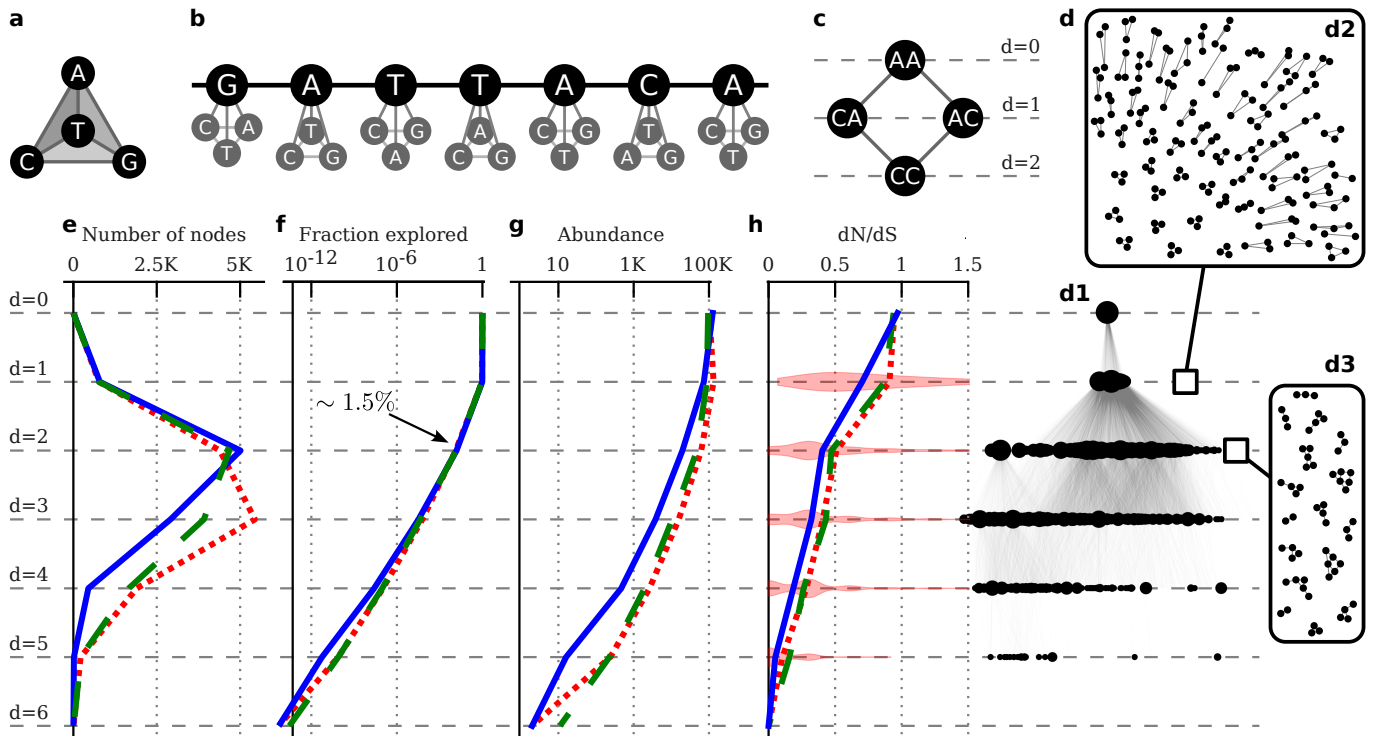 a
A
T
C
G
b
G A T T A C A
C A T
T C G
C G A
A C G
C G T
T A G
C G T
c
AA
CA AC
CC
d=0
d=1
d=2
d
d2
d1
d3
e
Number of nodes
0 2.5K 5K
f
Fraction explored
10-12 10-6 1
g
Abundance
10 1K 100K
h
dN/dS
0 0.5 1 1.5
d=0
d=1
d=2
d=3
d=4
d=5
d=6
∼ 1.5%